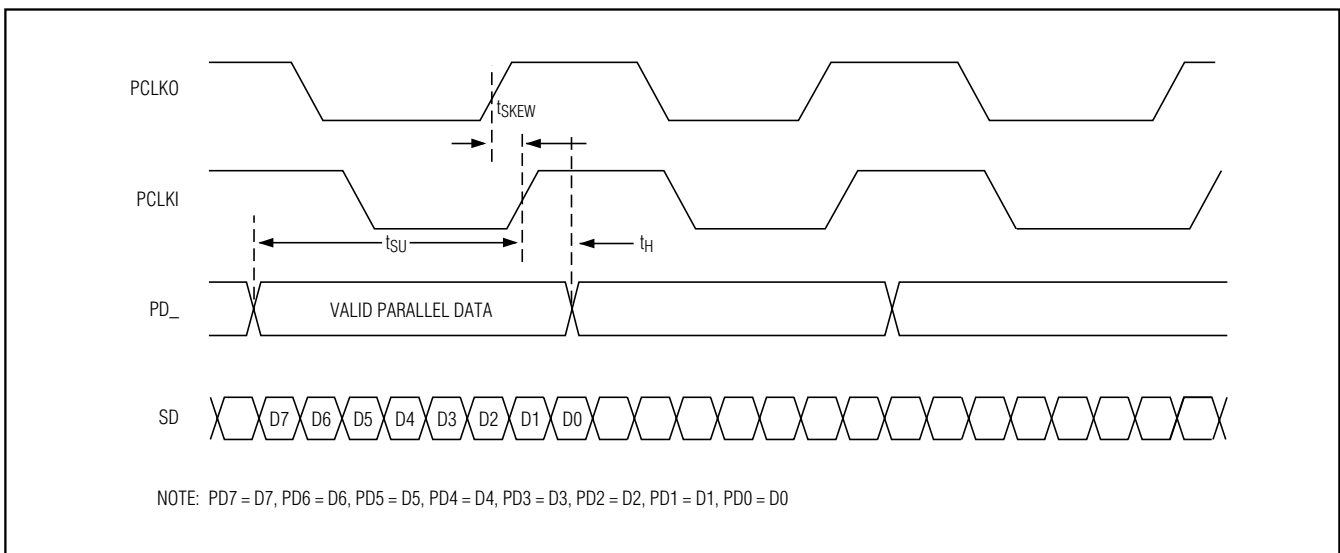 PCLKO
tSKEW
PCLKI
tSU
tH
PD_
VALID PARALLEL DATA
SD
D7 D6 D5 D4 D3 D2 D1 D0
NOTE: PD7 = D7, PD6 = D6, PD5 = D5, PD4 = D4, PD3 = D3, PD2 = D2, PD1 = D1, PD0 = D0